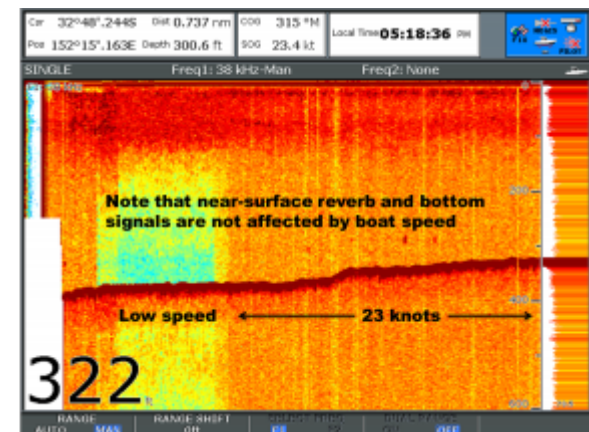 Cur 32°48'.244S Dist 0.737 nm COG 315 °M
Local Time 05:18:36 PM
Pos 152°15'.163E Depth 300.6 ft SOG 23.4 kt
SINGLE Freq1: 38 kHz-Man Freq2: None
Note that near-surface reverb and bottom
signals are not affected by boat speed
Low speed 23 knots
322
RANGE RANGE SHIFT
AUTO MAN 0ft OFF